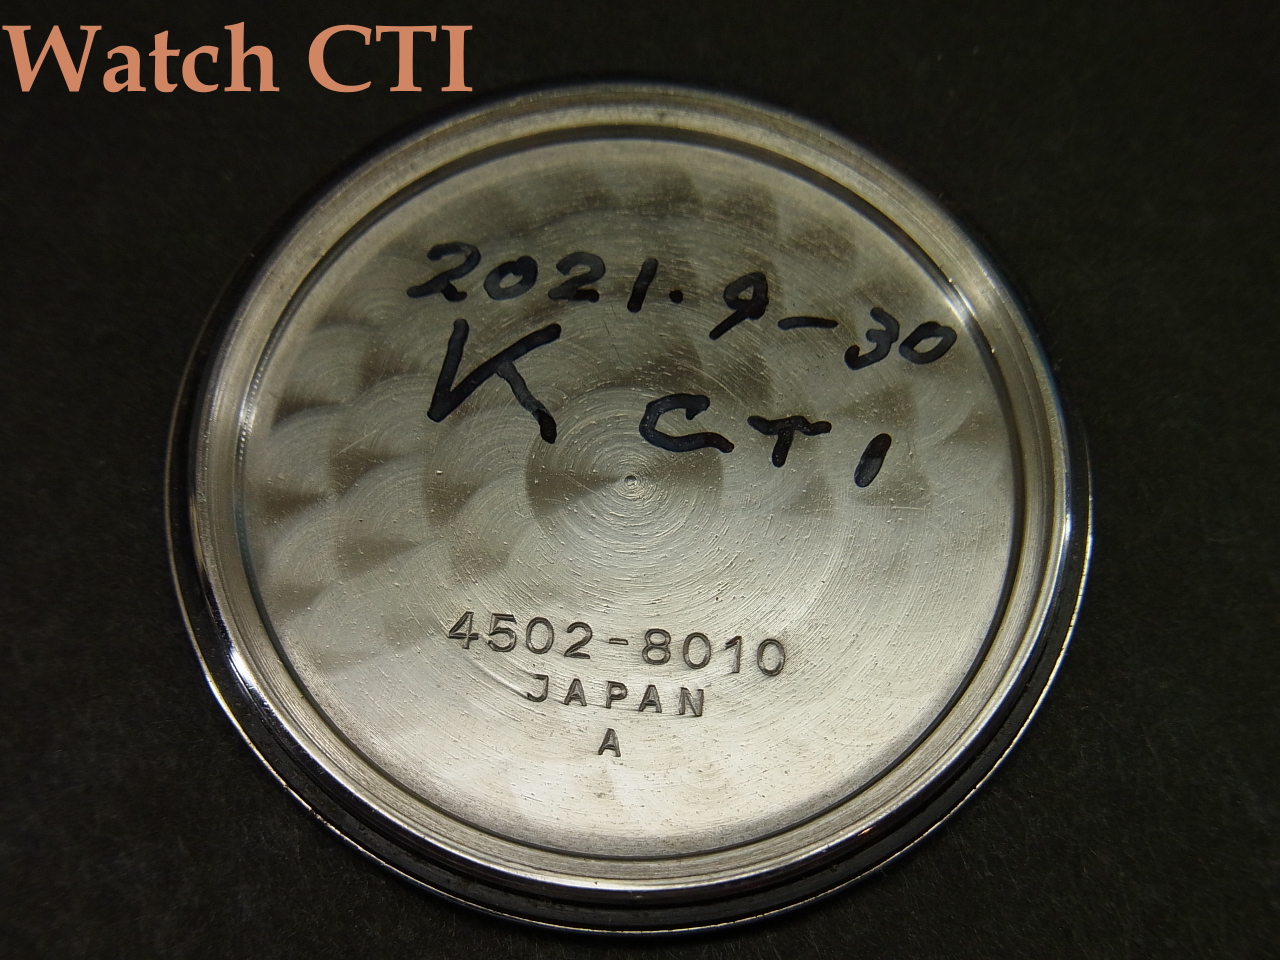 Watch CTI
2021.9-30
K CTI
4502-8010
JAPAN
A